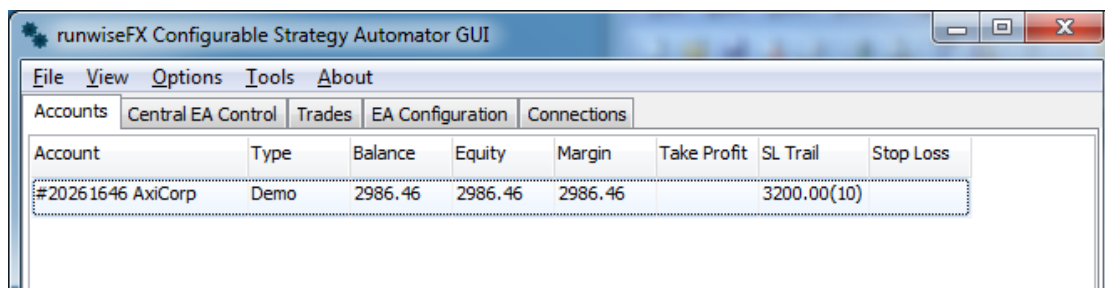 runwiseFX Configurable Strategy Automator GUI
File View Options Tools About
Accounts Central EA Control Trades EA Configuration Connections
Account Type Balance Equity Margin Take Profit SL Trail Stop Loss
#20261646 AxiCorp Demo 2986.46 2986.46 2986.46 3200.00(10)